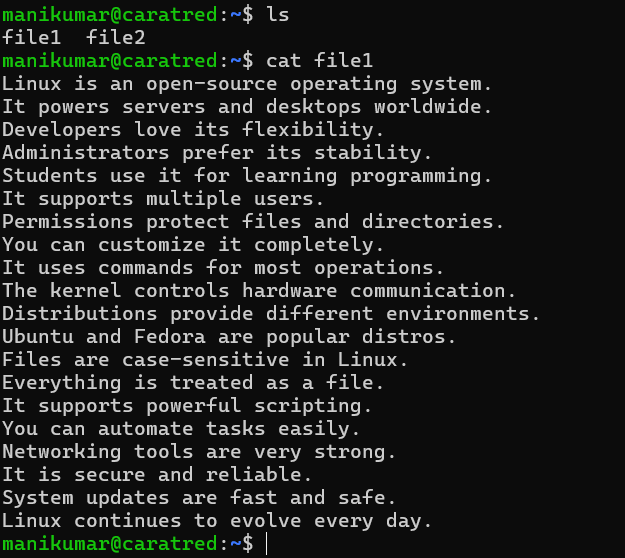 manikumar@caratred:~$ ls
file1  file2
manikumar@caratred:~$ cat file1
Linux is an open-source operating system.
It powers servers and desktops worldwide.
Developers love its flexibility.
Administrators prefer its stability.
Students use it for learning programming.
It supports multiple users.
Permissions protect files and directories.
You can customize it completely.
It uses commands for most operations.
The kernel controls hardware communication.
Distributions provide different environments.
Ubuntu and Fedora are popular distros.
Files are case-sensitive in Linux.
Everything is treated as a file.
It supports powerful scripting.
You can automate tasks easily.
Networking tools are very strong.
It is secure and reliable.
System updates are fast and safe.
Linux continues to evolve every day.
manikumar@caratred:~$